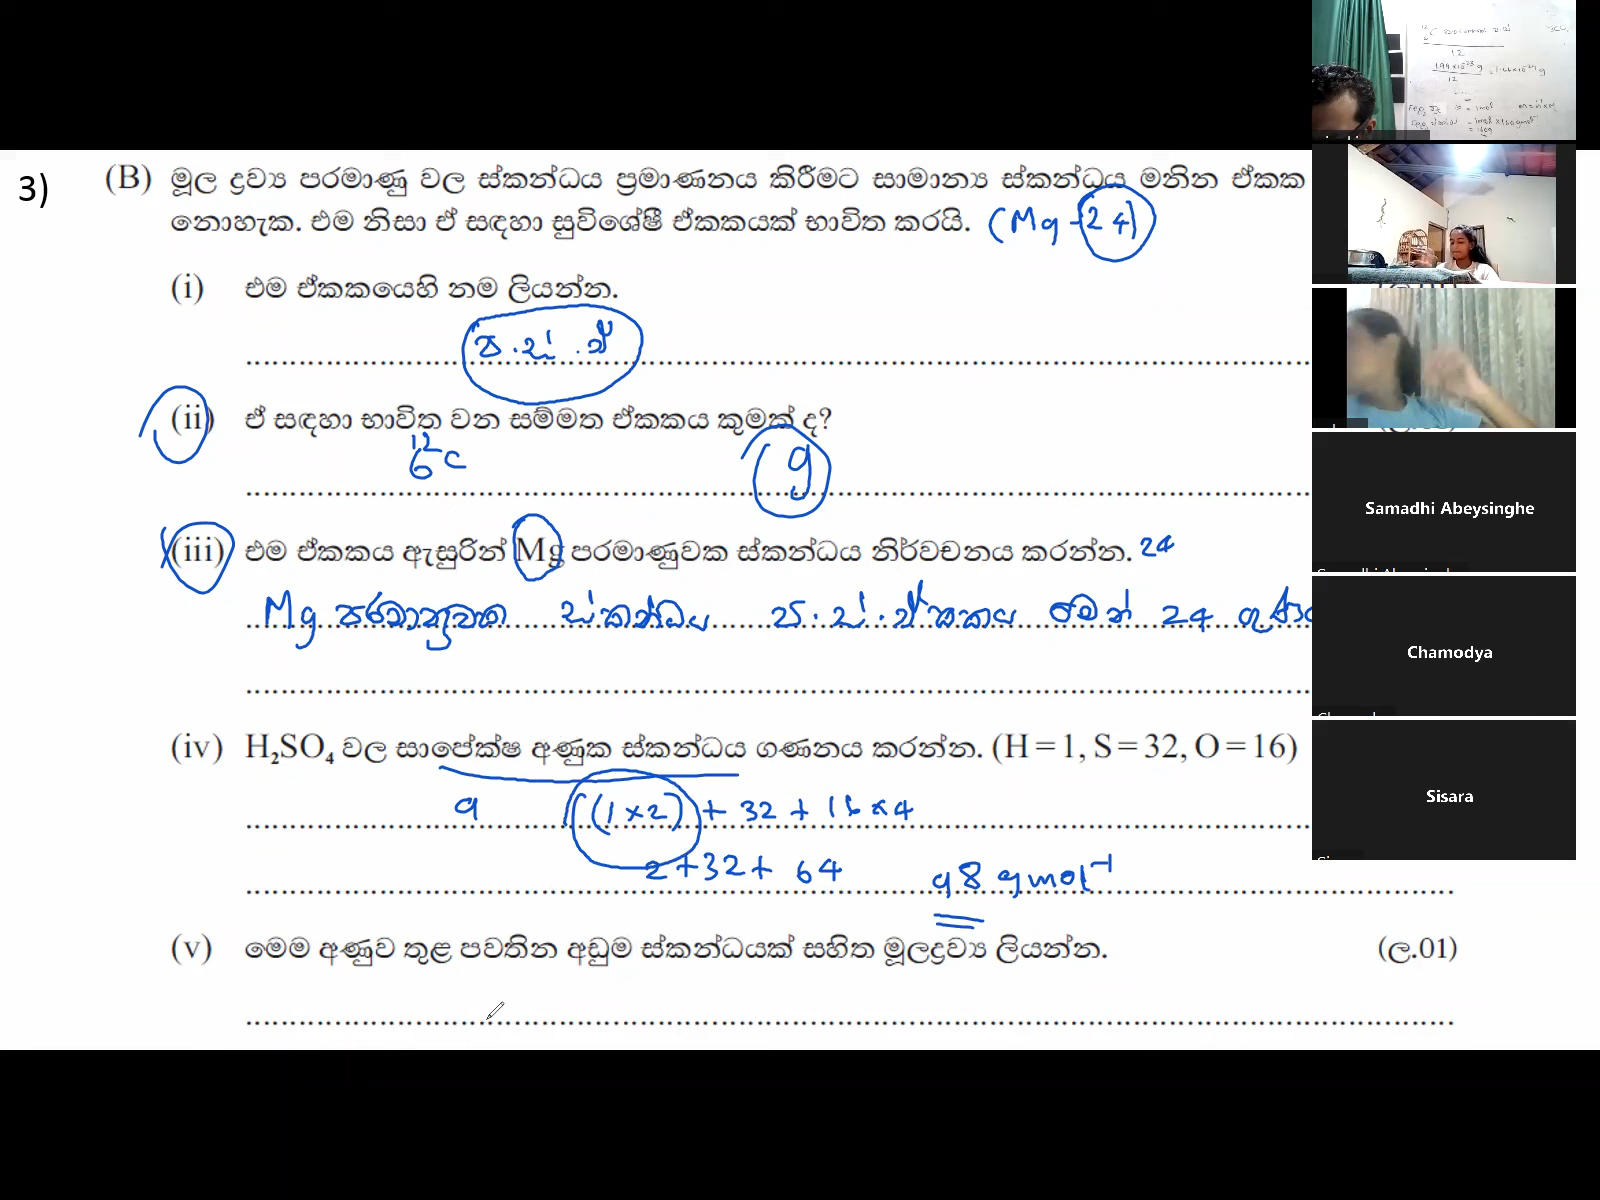 3)
(B) මූල ද්‍රව්‍ය පරමාණු වල ස්කන්ධය ප්‍රමාණනය කිරීමට සාමාන්‍ය ස්කන්ධය මනින ඒකක
නොහැක. එම නිසා ඒ සඳහා සුවිශේෂී ඒකකයක් භාවිත කරයි. (Mg - 24)
(i) එම ඒකකයෙහි නම ලියන්න.
ප.ස්.ඒ
(ii) ඒ සඳහා භාවිත වන සම්මත ඒකකය කුමක් ද?
12 6 C g
(iii) එම ඒකකය ඇසුරින් Mg පරමාණුවක ස්කන්ධය නිර්වචනය කරන්න. 24
Mg පරමාණුවක ස්කන්ධය ප.ස්.ඒකකය මෙන් 24
(iv) H₂SO₄ වල සාපේක්ෂ අණුක ස්කන්ධය ගණනය කරන්න. (H = 1, S = 32, O = 16)
(1 × 2) + 32 + 16 × 4
2 + 32 + 64 98 gmol⁻¹
(v) මෙම අණුව තුළ පවතින අඩුම ස්කන්ධයක් සහිත මූලද්‍රව්‍ය ලියන්න. (ල.01)
Samadhi Abeysinghe
Chamodya
Sisara